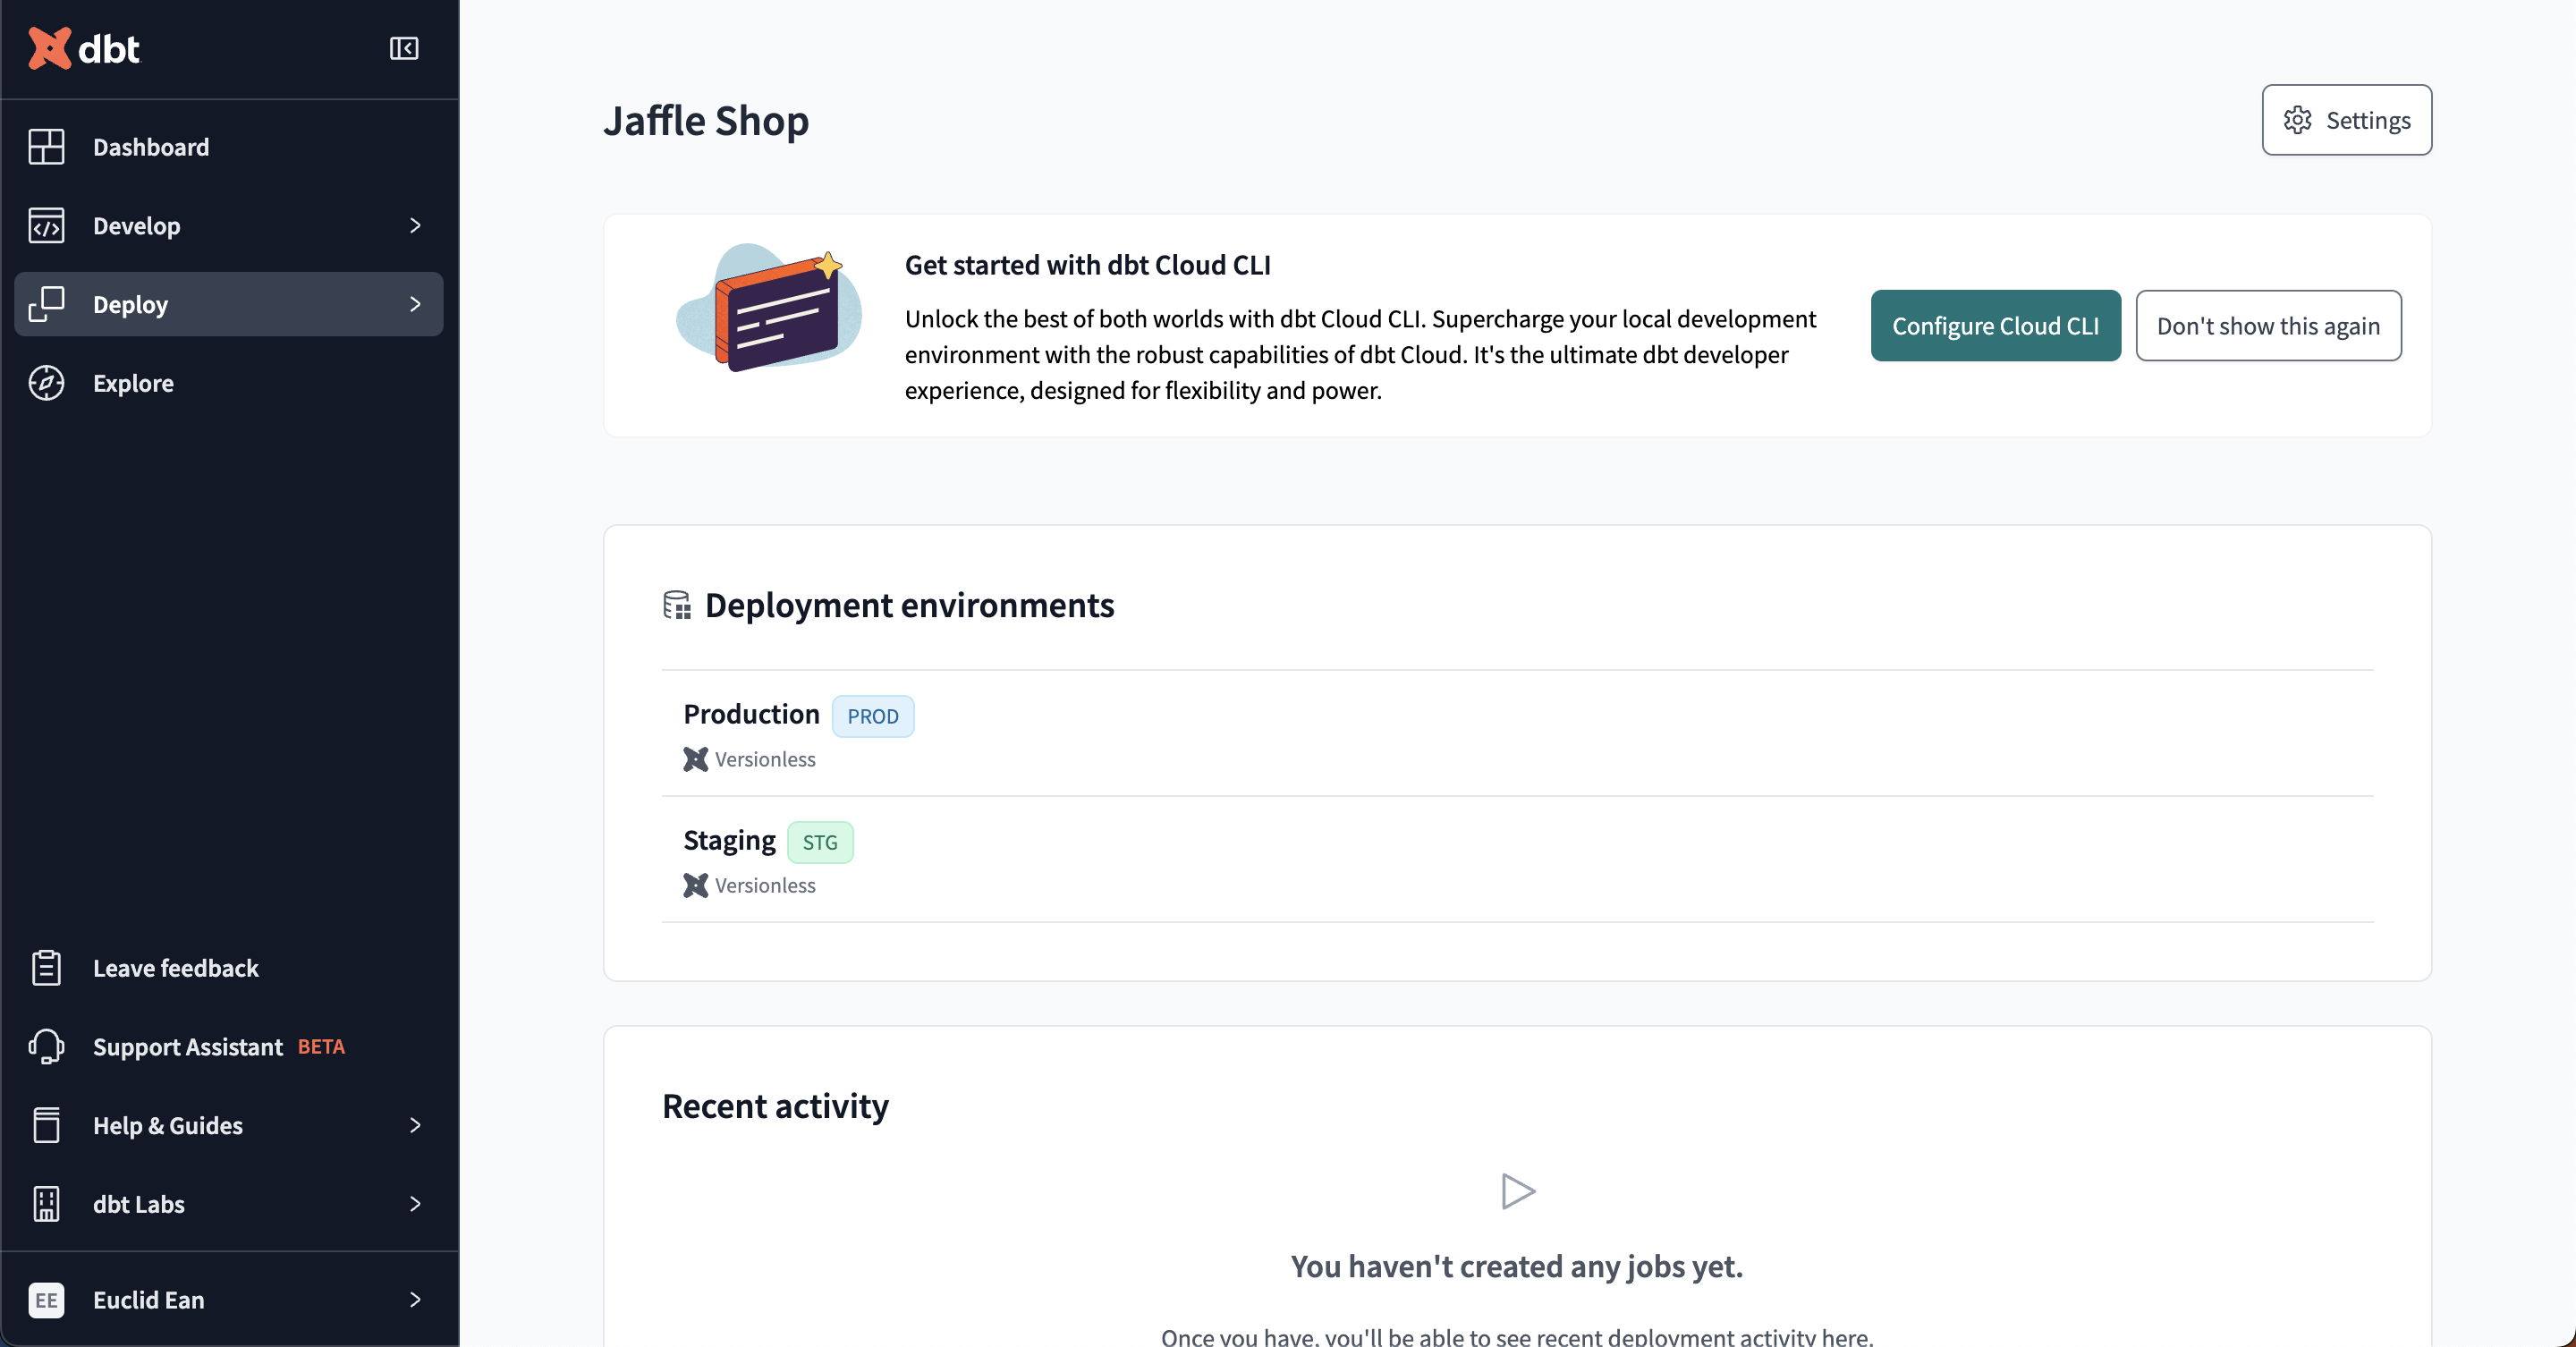 dbt
Dashboard
Develop
Deploy
Explore
Leave feedback
Support Assistant BETA
Help & Guides
dbt Labs
EE Euclid Ean
Jaffle Shop
Settings
Get started with dbt Cloud CLI
Unlock the best of both worlds with dbt Cloud CLI. Supercharge your local development
environment with the robust capabilities of dbt Cloud. It's the ultimate dbt developer
experience, designed for flexibility and power.
Configure Cloud CLI
Don't show this again
Deployment environments
Production PROD
Versionless
Staging STG
Versionless
Recent activity
You haven't created any jobs yet.
Once you have, you'll be able to see recent deployment activity here.